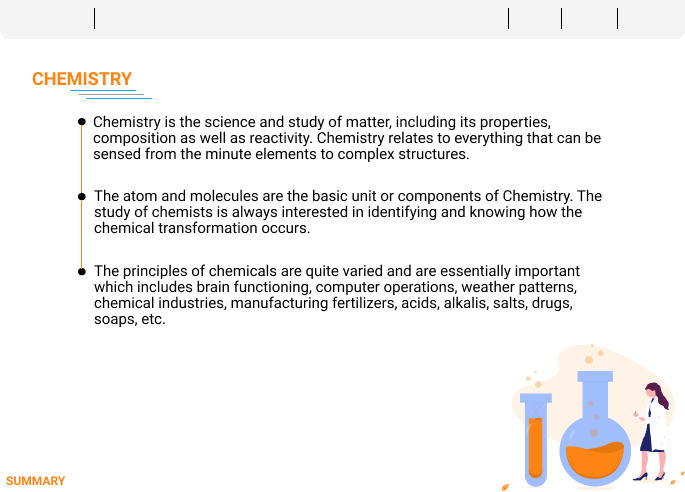 CHEMISTRY
Chemistry is the science and study of matter, including its properties,
composition as well as reactivity. Chemistry relates to everything that can be
sensed from the minute elements to complex structures.
The atom and molecules are the basic unit or components of Chemistry. The
study of chemists is always interested in identifying and knowing how the
chemical transformation occurs.
The principles of chemicals are quite varied and are essentially important
which includes brain functioning, computer operations, weather patterns,
chemical industries, manufacturing fertilizers, acids, alkalis, salts, drugs,
soaps, etc.
SUMMARY